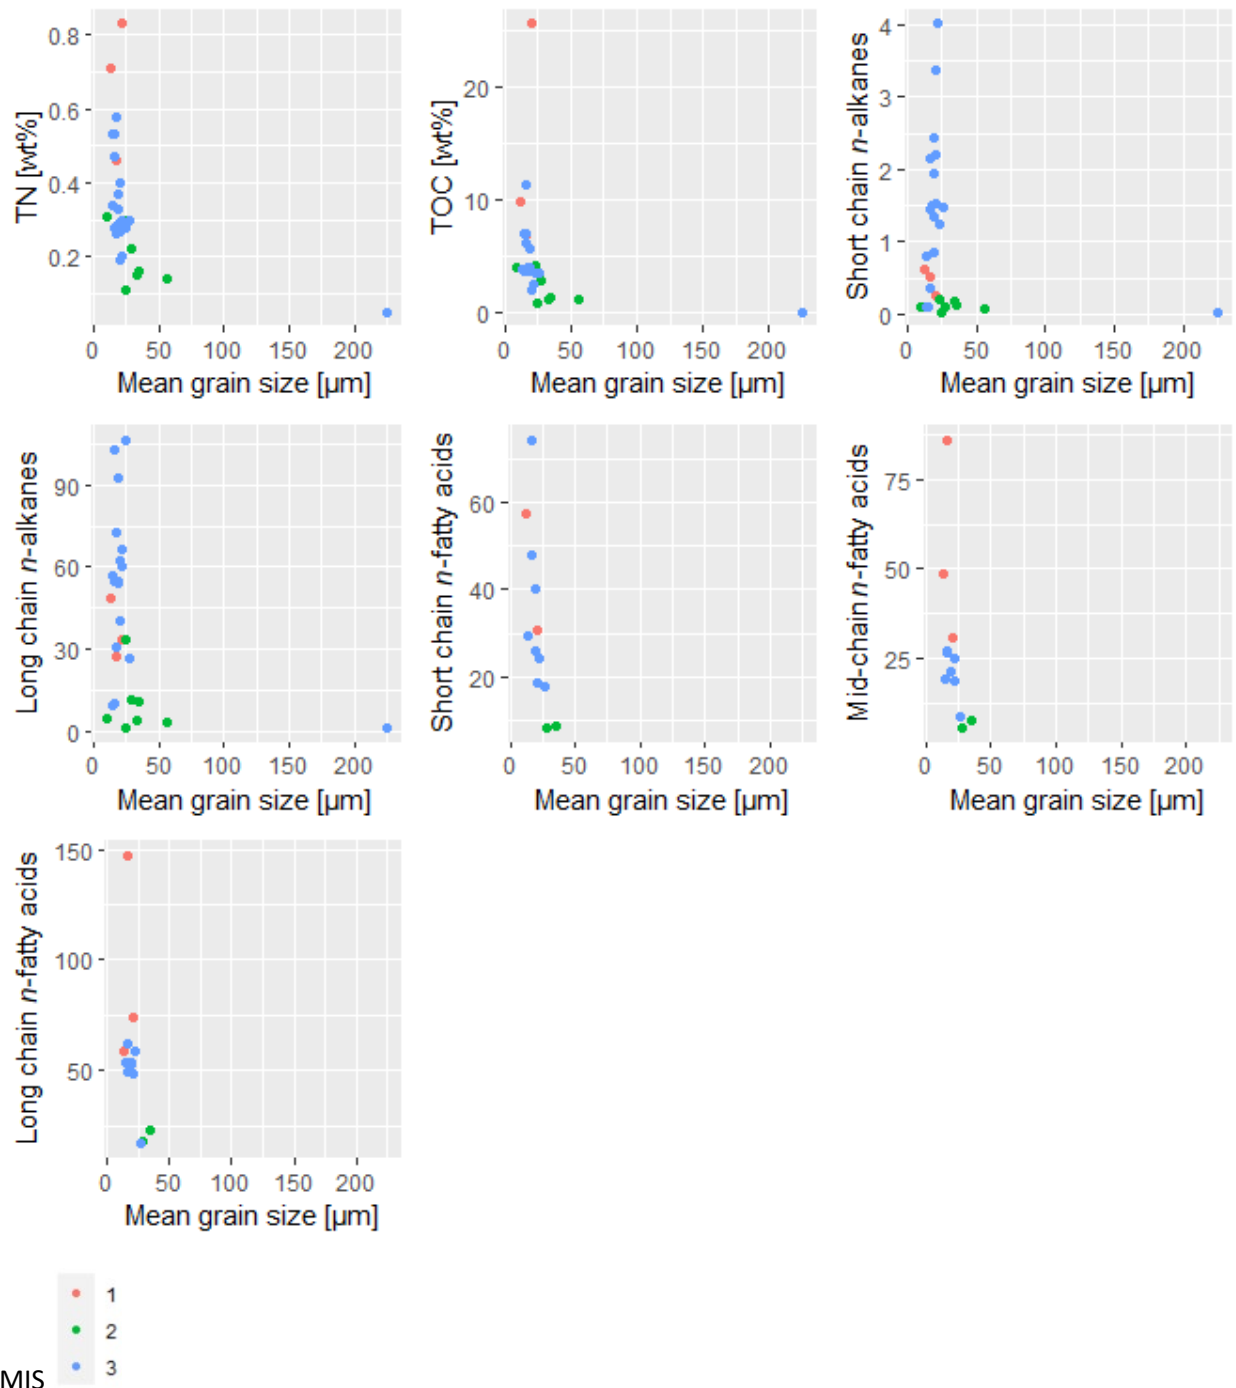 TN [wt%]
0.8
0.6
0.4
0.2
0 50 100 150 200
Mean grain size [µm]
TOC [wt%]
20
10
0
0 50 100 150 200
Mean grain size [µm]
Short chain n-alkanes
4
3
2
1
0
0 50 100 150 200
Mean grain size [µm]
Long chain n-alkanes
90
60
30
0
0 50 100 150 200
Mean grain size [µm]
Short chain n-fatty acids
60
40
20
0 50 100 150 200
Mean grain size [µm]
Mid-chain n-fatty acids
75
50
25
0 50 100 150 200
Mean grain size [µm]
Long chain n-fatty acids
150
100
50
0 50 100 150 200
Mean grain size [µm]
1
2
3
MIS